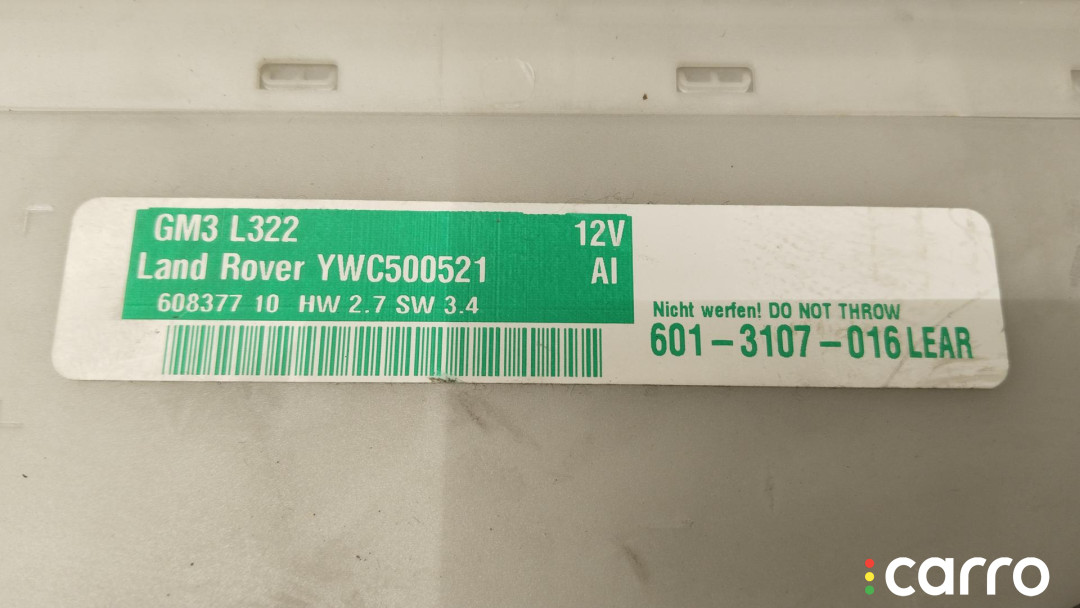 GM3 L322 12V
Land Rover YWC500521 AI
608377 10 HW 2.7 SW 3.4
Nicht werfen! DO NOT THROW
601-3107-016 LEAR
carro